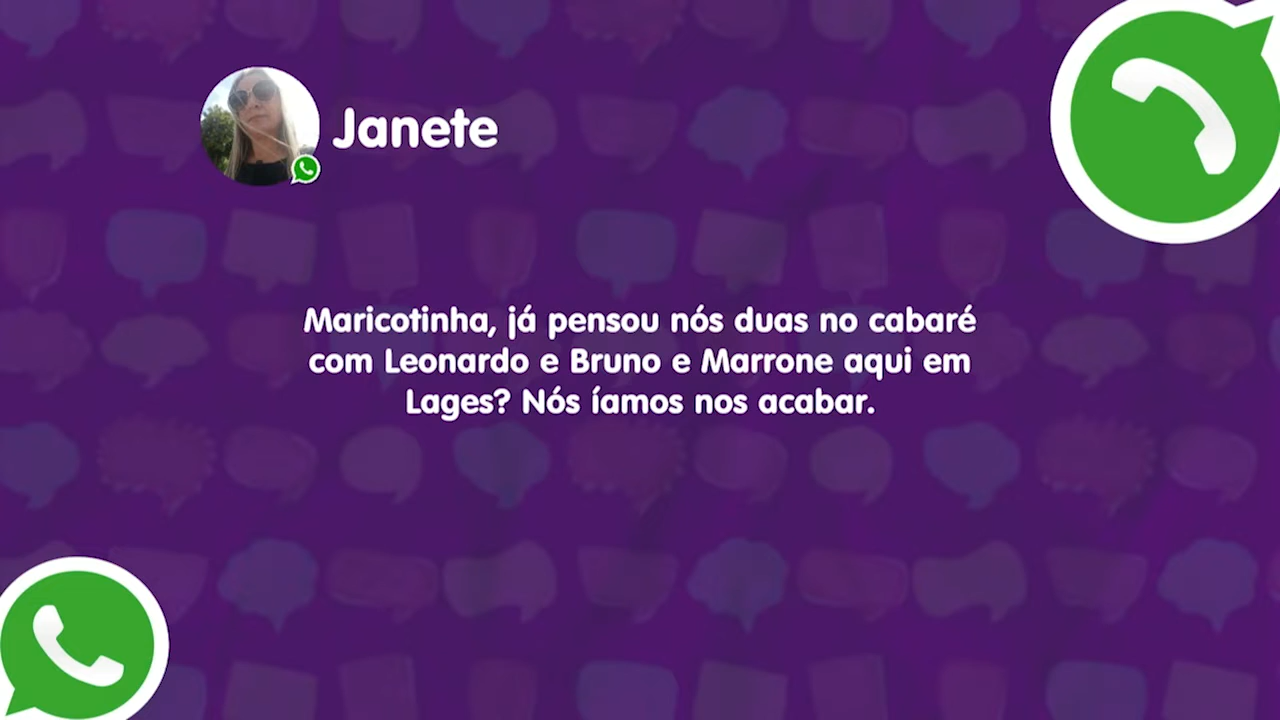 Janete
Maricotinha, já pensou nós duas no cabaré
com Leonardo e Bruno e Marrone aqui em
Lages? Nós íamos nos acabar.